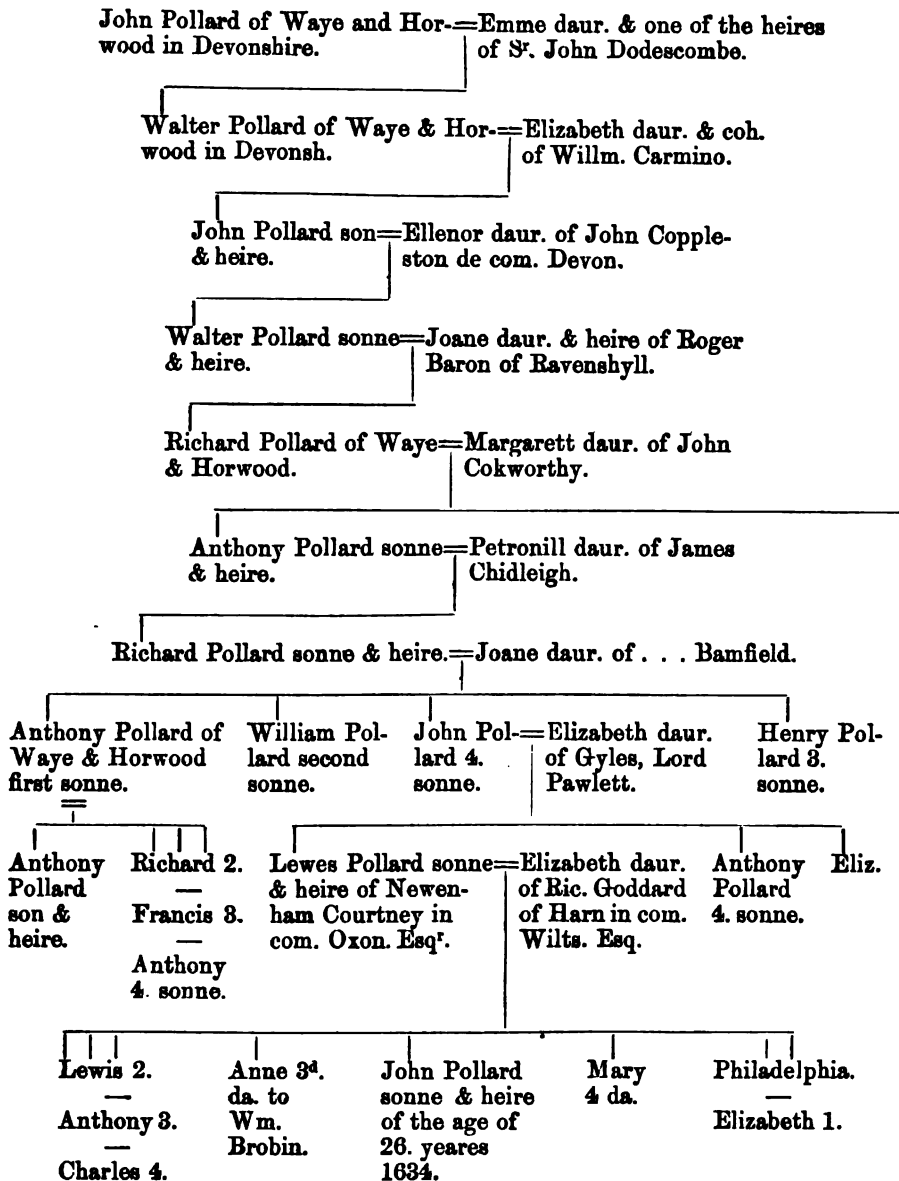 John Pollard of Waye and Hor-=Emme daur. & one of the heires
wood in Devonshire.
of Sr. John Dodescombe.
Walter Pollard of Waye & Hor-=Elizabeth daur. & coh.
wood in Devonsh.
of Willm. Carmino.
John Pollard son=Ellenor daur. of John Copple-
& heire.
ston de com. Devon.
Walter Pollard sonne=Joane daur. & heire of Roger
& heire.
Baron of Ravenshyll.
Richard Pollard of Waye=Margarett daur. of John
& Horwood.
Cokworthy.
Anthony Pollard sonne=Petronill daur. of James
& heire.
Chidleigh.
Richard Pollard sonne & heire.=Joane daur. of . . . Bamfield.
Anthony Pollard of
Waye & Horwood
first sonne.
=
William Pol-
lard second
sonne.
John Pol-=
lard 4.
sonne.
Elizabeth daur.
of Gyles, Lord
Pawlett.
Henry Pol-
lard 3.
sonne.
Anthony
Pollard
son &
heire.
Richard 2.
—
Francis 3.
—
Anthony
4. sonne.
Lewes Pollard sonne=
& heire of Newen-
ham Courtney in
com. Oxon. Esqr.
Elizabeth daur.
of Ric. Goddard
of Harn in com.
Wilts. Esq.
Anthony
Pollard
4. sonne.
Eliz.
Lewis 2.
—
Anthony 3.
—
Charles 4.
Anne 3d.
da. to
Wm.
Brobin.
John Pollard
sonne & heire
of the age of
26. yeares
1634.
Mary
4 da.
Philadelphia.
—
Elizabeth 1.